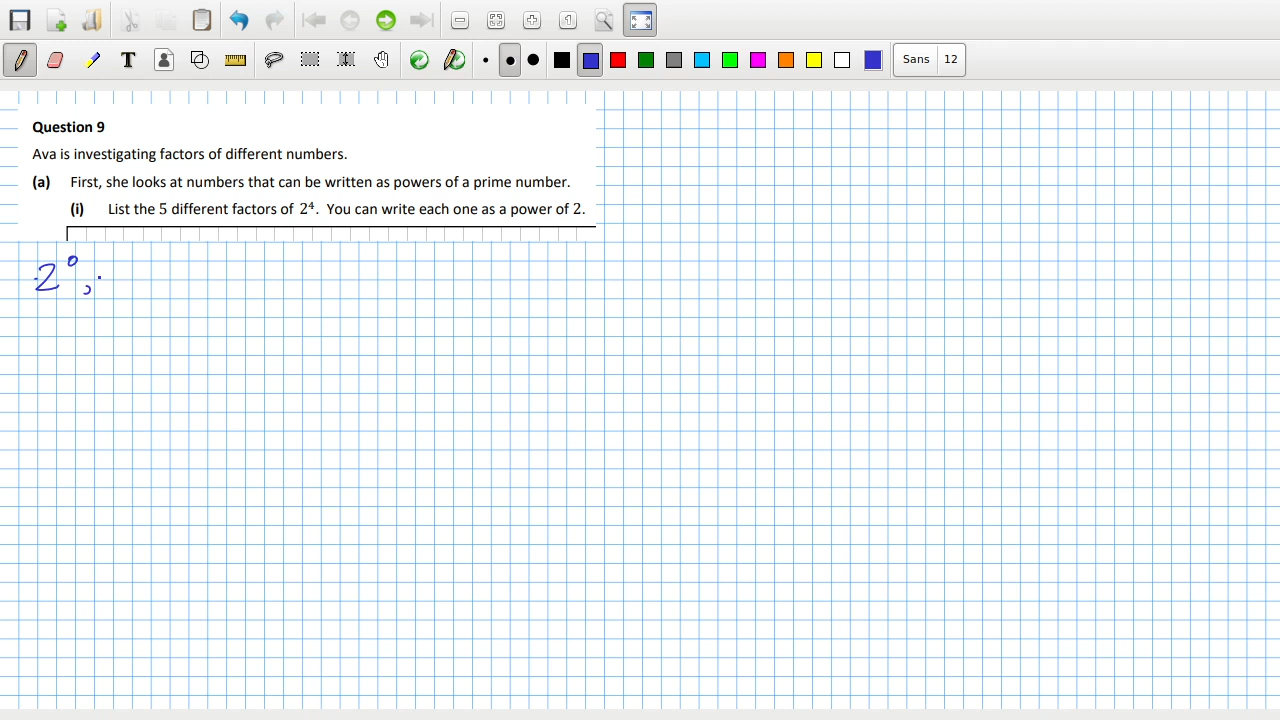 Sans 12
Question 9
Ava is investigating factors of different numbers.
(a) First, she looks at numbers that can be written as powers of a prime number.
(i) List the 5 different factors of 2⁴. You can write each one as a power of 2.
2⁰,